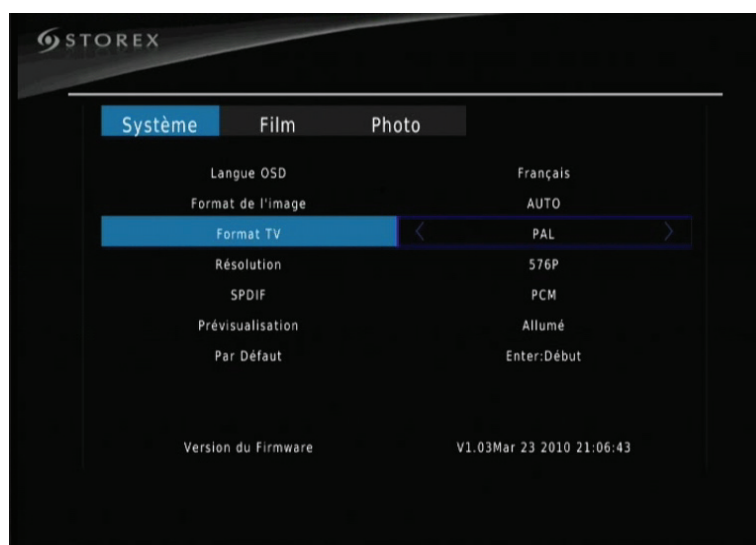 STOREX
Système Film Photo
Langue OSD Français
Format de l'image AUTO
Format TV PAL
Résolution 576P
SPDIF PCM
Prévisualisation Allumé
Par Défaut Enter:Début
Version du Firmware V1.03Mar 23 2010 21:06:43